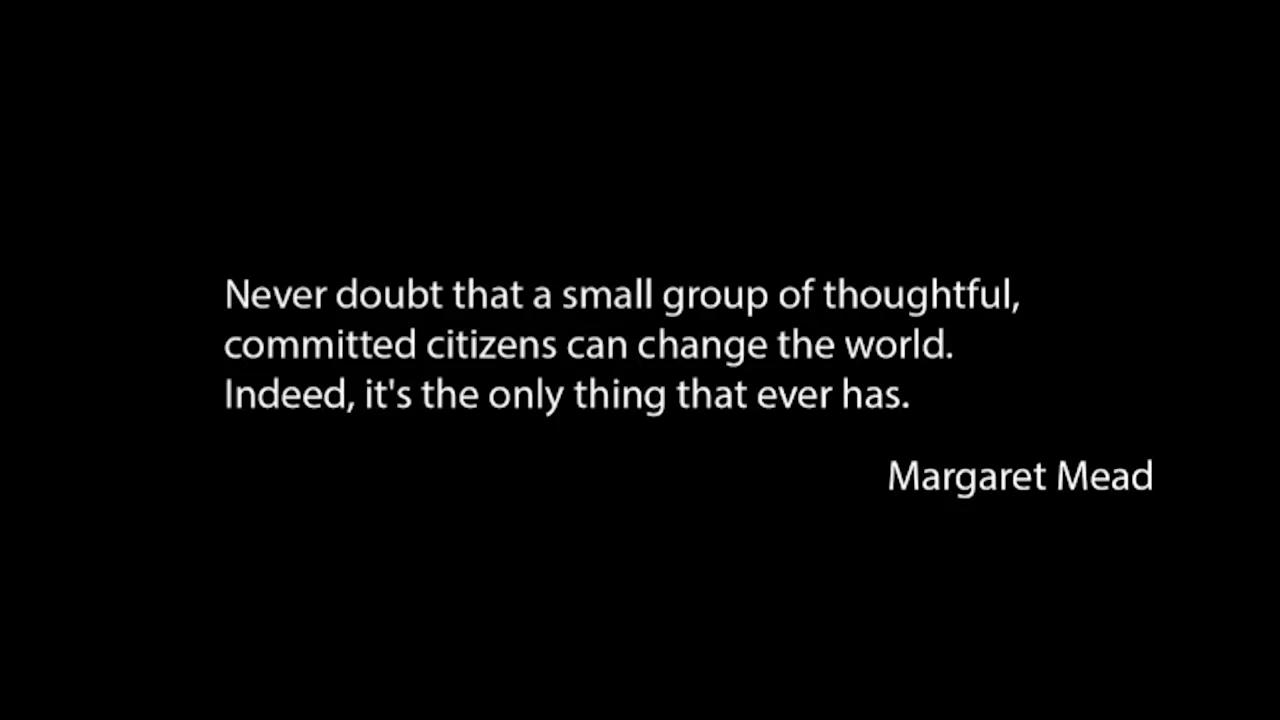 Never doubt that a small group of thoughtful,
committed citizens can change the world.
Indeed, it's the only thing that ever has.
Margaret Mead